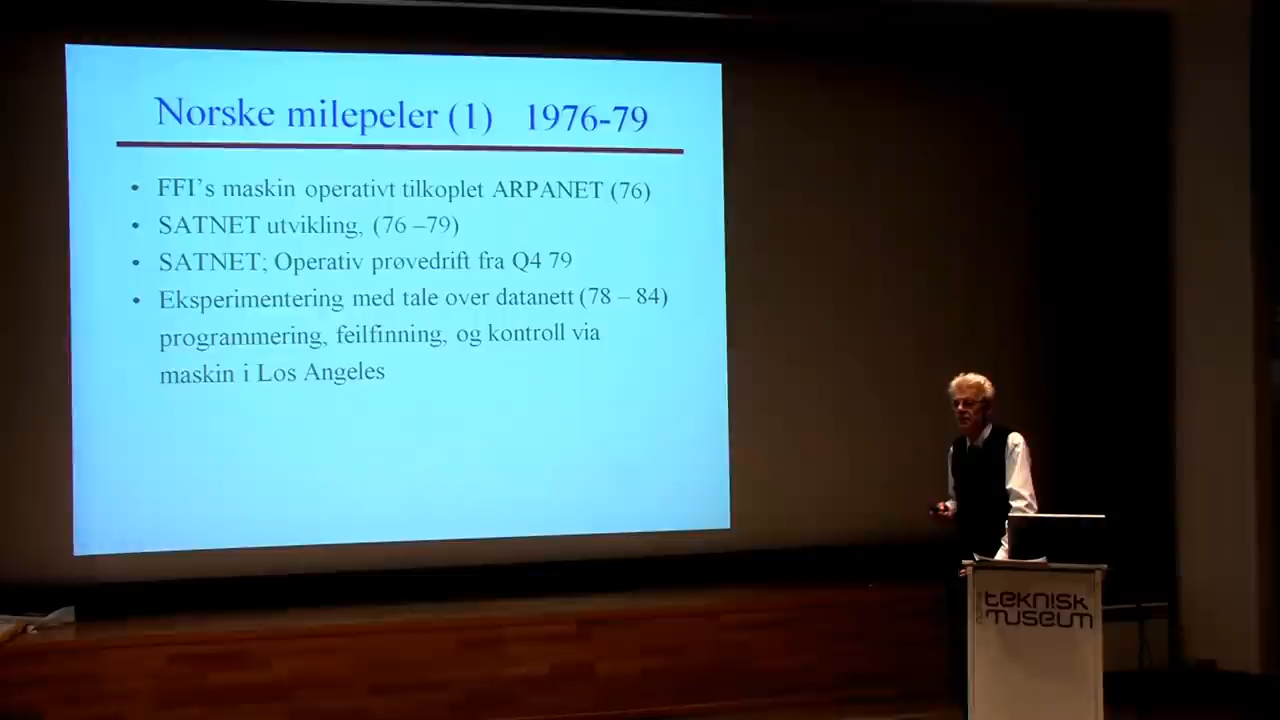 Norske milepeler (1) 1976-79
• FFI's maskin operativt tilkoplet ARPANET (76)
• SATNET utvikling, (76 –79)
• SATNET; Operativ prøvedrift fra Q4 79
• Eksperimentering med tale over datanett (78 – 84)
programmering, feilfinning, og kontroll via
maskin i Los Angeles
teknisk
museum